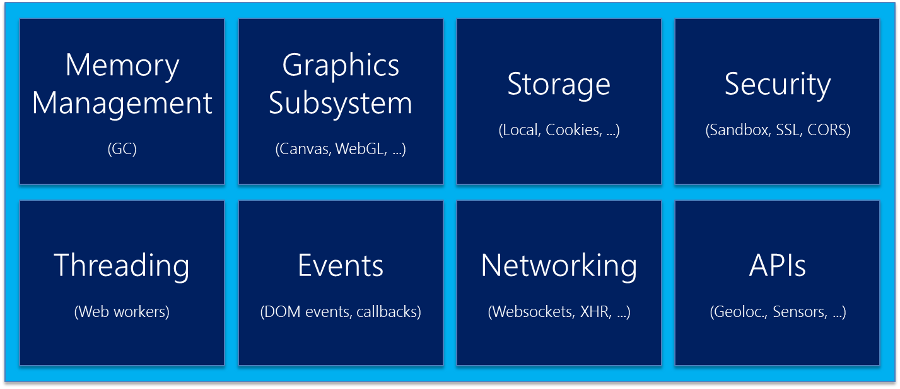 Memory
Management
(GC)
Graphics
Subsystem
(Canvas, WebGL, ...)
Storage
(Local, Cookies, ...)
Security
(Sandbox, SSL, CORS)
Threading
(Web workers)
Events
(DOM events, callbacks)
Networking
(Websockets, XHR, ...)
APIs
(Geoloc., Sensors, ...)